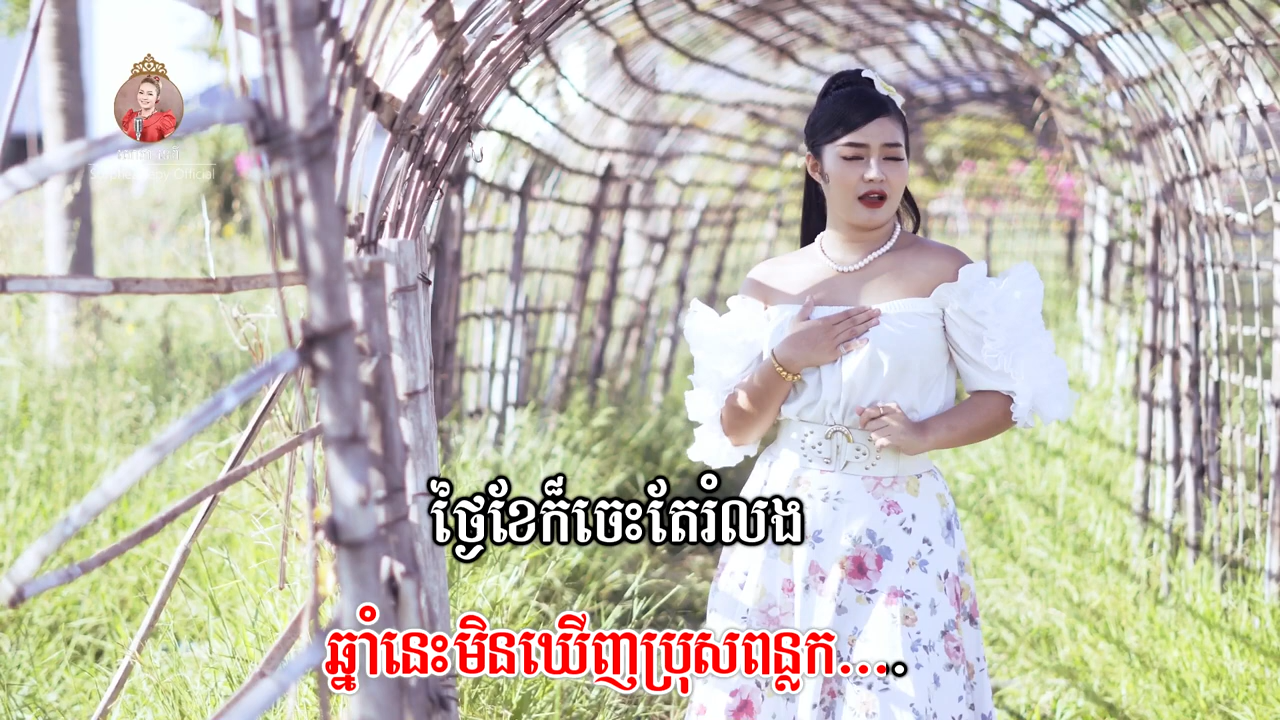 ថ្ងៃខែក៏ចេះតែរំលង
ឆ្នាំនេះមិនឃើញប្រុសពន្លក.....
Official